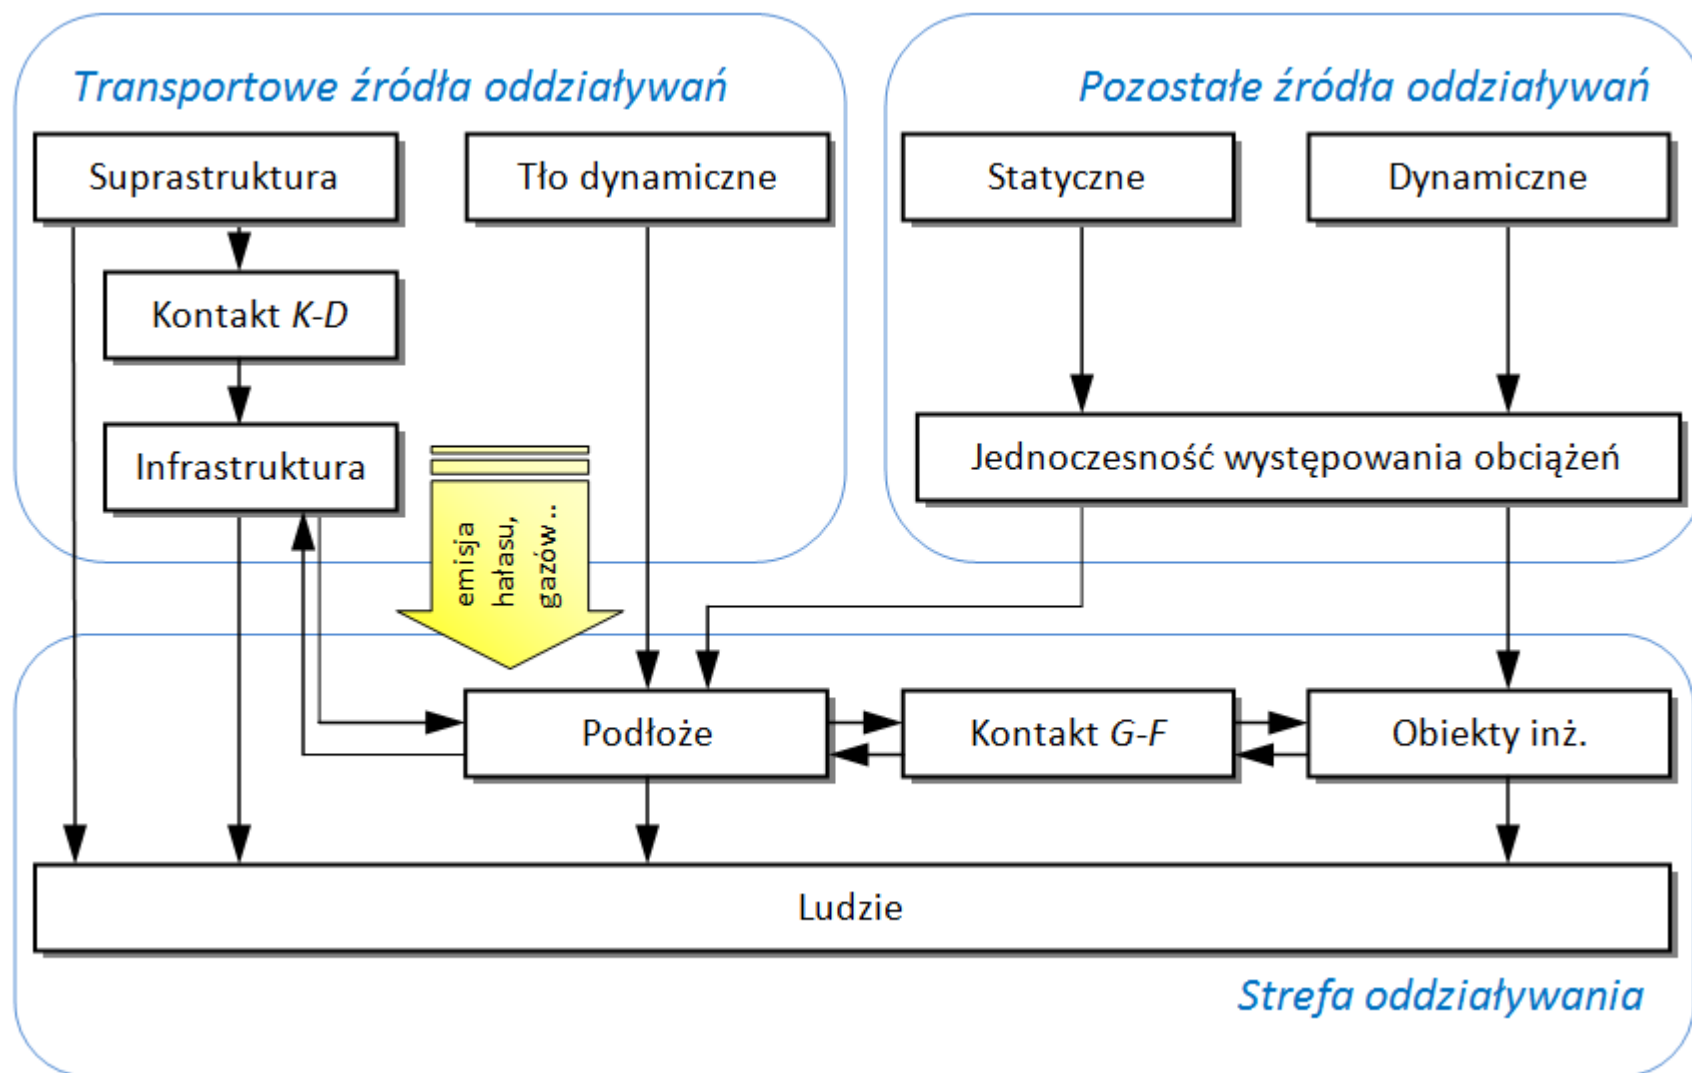 Transportowe źródła oddziaływań
Pozostałe źródła oddziaływań
Suprastruktura
Tło dynamiczne
Statyczne
Dynamiczne
Kontakt K-D
Infrastruktura
Jednoczesność występowania obciążeń
emisja
hałasu,
gazów..
Podłoże
Kontakt G-F
Obiekty inż.
Ludzie
Strefa oddziaływania